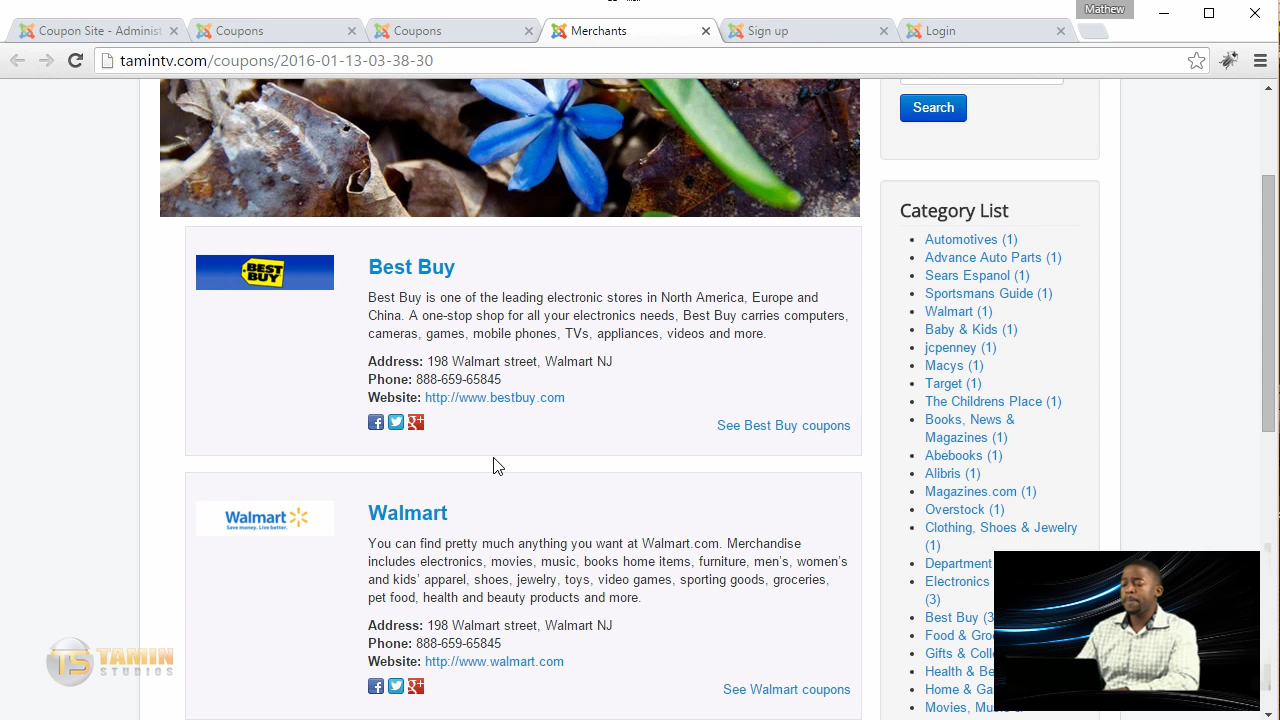 Mathew
Coupon Site - Administ
Coupons
Merchants
Sign up
Login
tamintv.com/coupons/2016-01-13-03-38-30
Search
BEST BUY
Best Buy
Best Buy is one of the leading electronic stores in North America, Europe and
China. A one-stop shop for all your electronics needs, Best Buy carries computers,
cameras, games, mobile phones, TVs, appliances, videos and more.
Address: 198 Walmart street, Walmart NJ
Phone: 888-659-65845
Website: http://www.bestbuy.com
See Best Buy coupons
Walmart
Save money. Live better.
Walmart
You can find pretty much anything you want at Walmart.com. Merchandise
includes electronics, movies, music, books home items, furniture, men's, women's
and kids' apparel, shoes, jewelry, toys, video games, sporting goods, groceries,
pet food, health and beauty products and more.
Address: 198 Walmart street, Walmart NJ
Phone: 888-659-65845
Website: http://www.walmart.com
See Walmart coupons
Category List
Automotives (1)
Advance Auto Parts (1)
Sears Espanol (1)
Sportsmans Guide (1)
Walmart (1)
Baby & Kids (1)
jcpenney (1)
Macys (1)
Target (1)
The Childrens Place (1)
Books, News &
Magazines (1)
Abebooks (1)
Alibris (1)
Magazines.com (1)
Overstock (1)
Clothing, Shoes & Jewelry
(1)
Department
Electronics
(3)
Best Buy (3
Food & Gro
Gifts & Coll
Health & Be
Home & Ga
Movies, Music &
TS TAMIN
STUDIOS